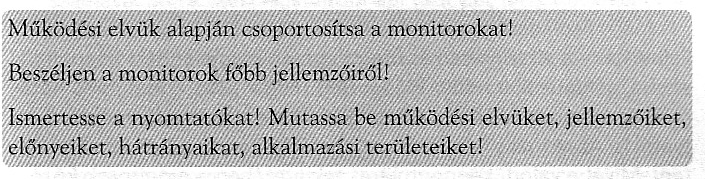 Működési elvük alapján csoportosítsa a monitorokat!
Beszéljen a monitorok főbb jellemzőiről!
Ismertesse a nyomtatókat! Mutassa be működési elvüket, jellemzőiket,
előnyeiket, hátrányaikat, alkalmazási területeiket!